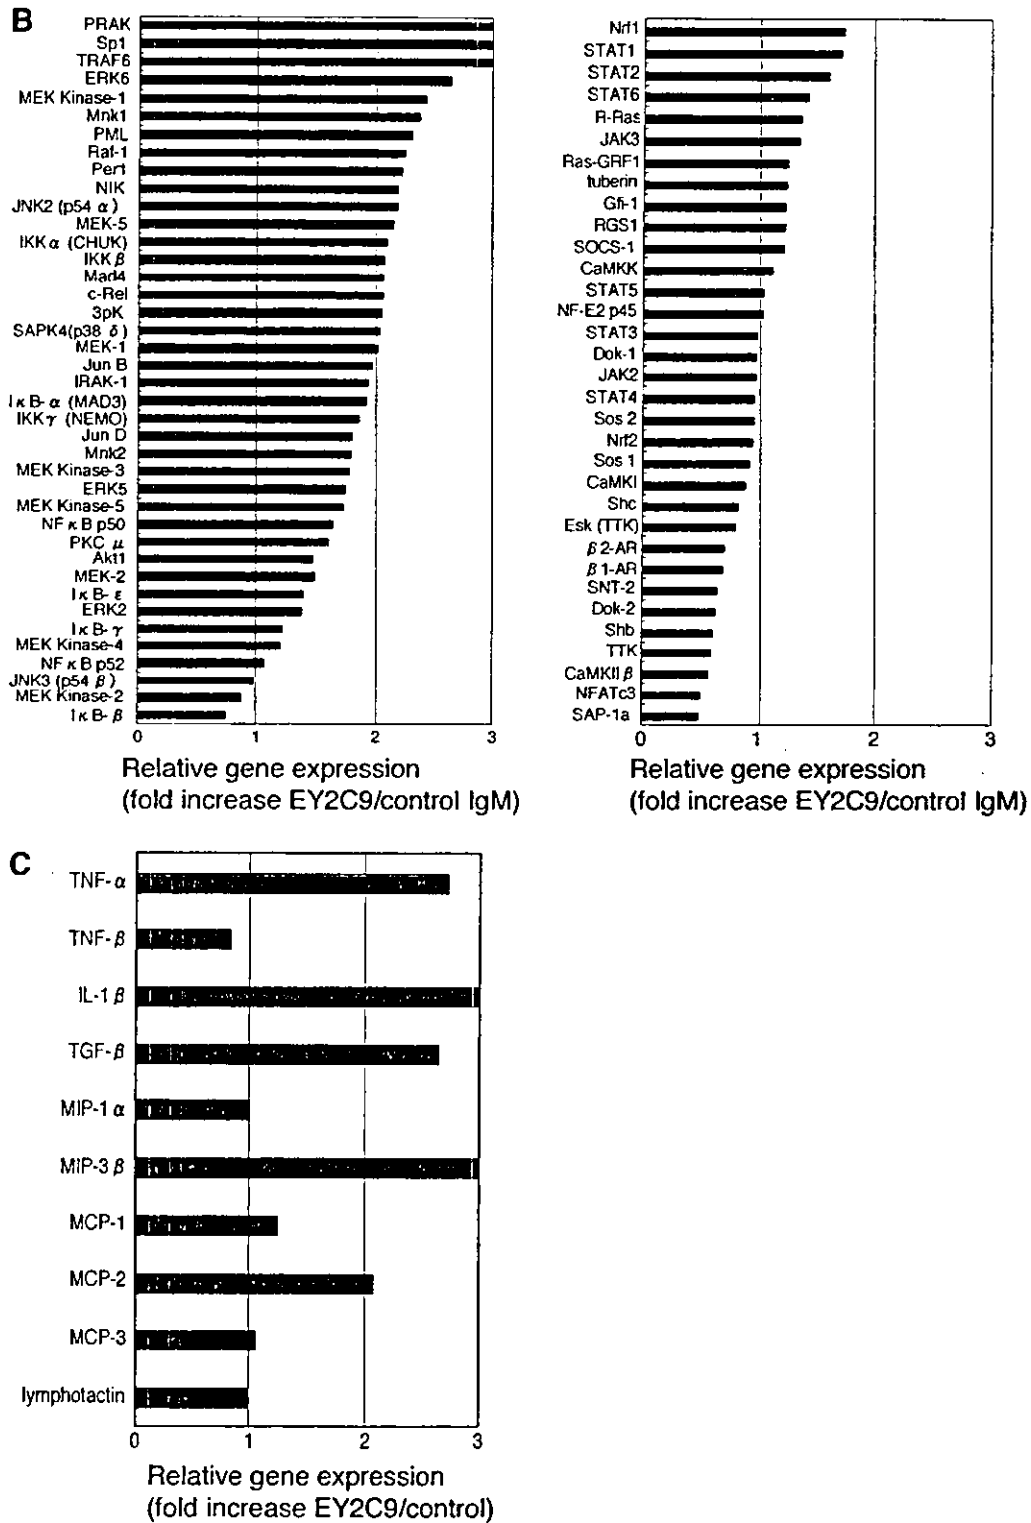 B
PRAK
Sp1
TRAF6
ERK6
MEK Kinase-1
Mnk1
PML
Raf-1
Pert
NIK
JNK2 (p54 α)
MEK-5
IKK α (CHUK)
IKK β
Mad4
c-Rel
3pK
SAPK4(p38 δ)
MEK-1
Jun B
IRAK-1
I κ B- α (MAD3)
IKK γ (NEMO)
Jun D
Mnk2
MEK Kinase-3
ERK5
MEK Kinase-5
NF κ B p50
PKC μ
Akt1
MEK-2
I κ B- ε
ERK2
I κ B- γ
MEK Kinase-4
NF κ B p52
JNK3 (p54 β)
MEK Kinase-2
I κ B- β
0 1 2 3
Relative gene expression
(fold increase EY2C9/control IgM)
Nrf1
STAT1
STAT2
STAT6
R-Ras
JAK3
Ras-GRF1
tuberin
Gfi-1
RGS1
SOCS-1
CaMKK
STAT5
NF-E2 p45
STAT3
Dok-1
JAK2
STAT4
Sos 2
Nrf2
Sos 1
CaMKI
Shc
Esk (TTK)
β 2-AR
β 1-AR
SNT-2
Dok-2
Shb
TTK
CaMKII β
NFATc3
SAP-1a
0 1 2 3
Relative gene expression
(fold increase EY2C9/control IgM)
C
TNF- α
TNF- β
IL-1 β
TGF- β
MIP-1 α
MIP-3 β
MCP-1
MCP-2
MCP-3
lymphotactin
0 1 2 3
Relative gene expression
(fold increase EY2C9/control)